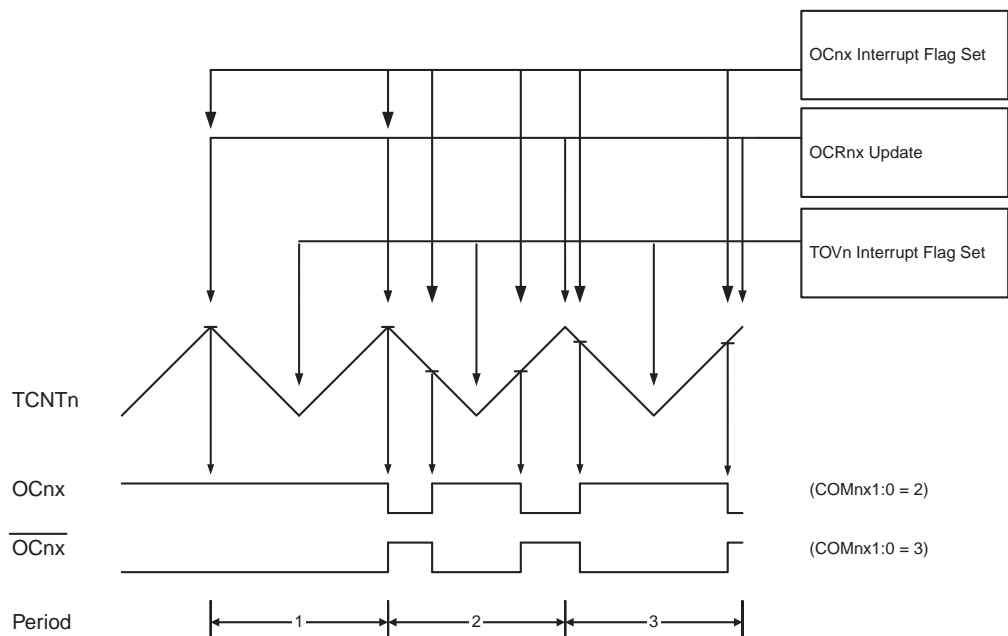 OCnx Interrupt Flag Set
OCRnx Update
TOVn Interrupt Flag Set
TCNTn
OCnx
(COMnx1:0 = 2)
OCnx
(COMnx1:0 = 3)
Period
1
2
3